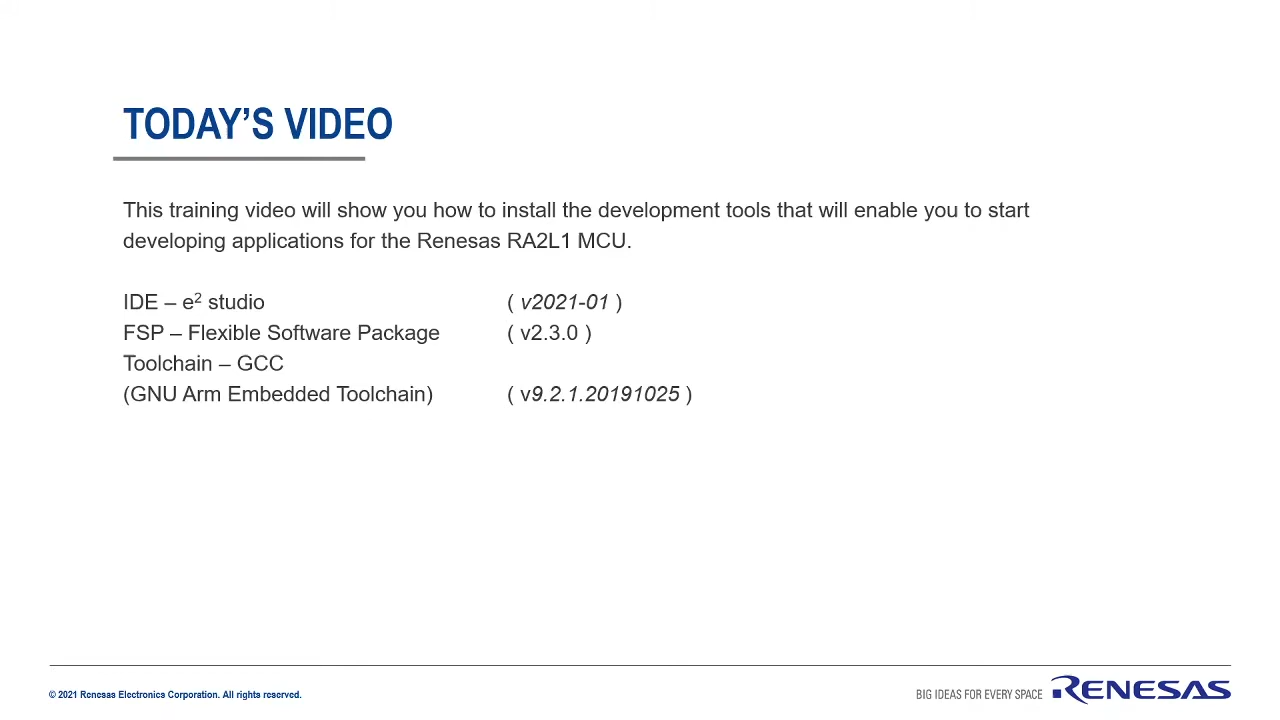 TODAY’S VIDEO
This training video will show you how to install the development tools that will enable you to start
developing applications for the Renesas RA2L1 MCU.
IDE – e² studio ( v2021-01 )
FSP – Flexible Software Package ( v2.3.0 )
Toolchain – GCC
(GNU Arm Embedded Toolchain) ( v9.2.1.20191025 )
© 2021 Renesas Electronics Corporation. All rights reserved.
BIG IDEAS FOR EVERY SPACE RENESAS